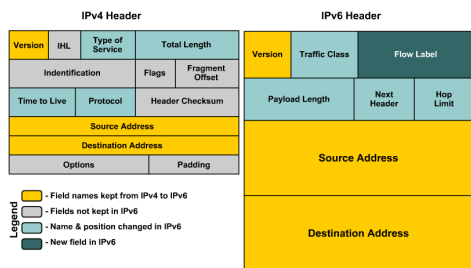 IPv4 Header
Version IHL Type of Service Total Length
Indentification Flags Fragment Offset
Time to Live Protocol Header Checksum
Source Address
Destination Address
Options Padding
Legend
- Field names kept from IPv4 to IPv6
- Fields not kept in IPv6
- Name & position changed in IPv6
- New field in IPv6
IPv6 Header
Version Traffic Class Flow Label
Payload Length Next Header Hop Limit
Source Address
Destination Address